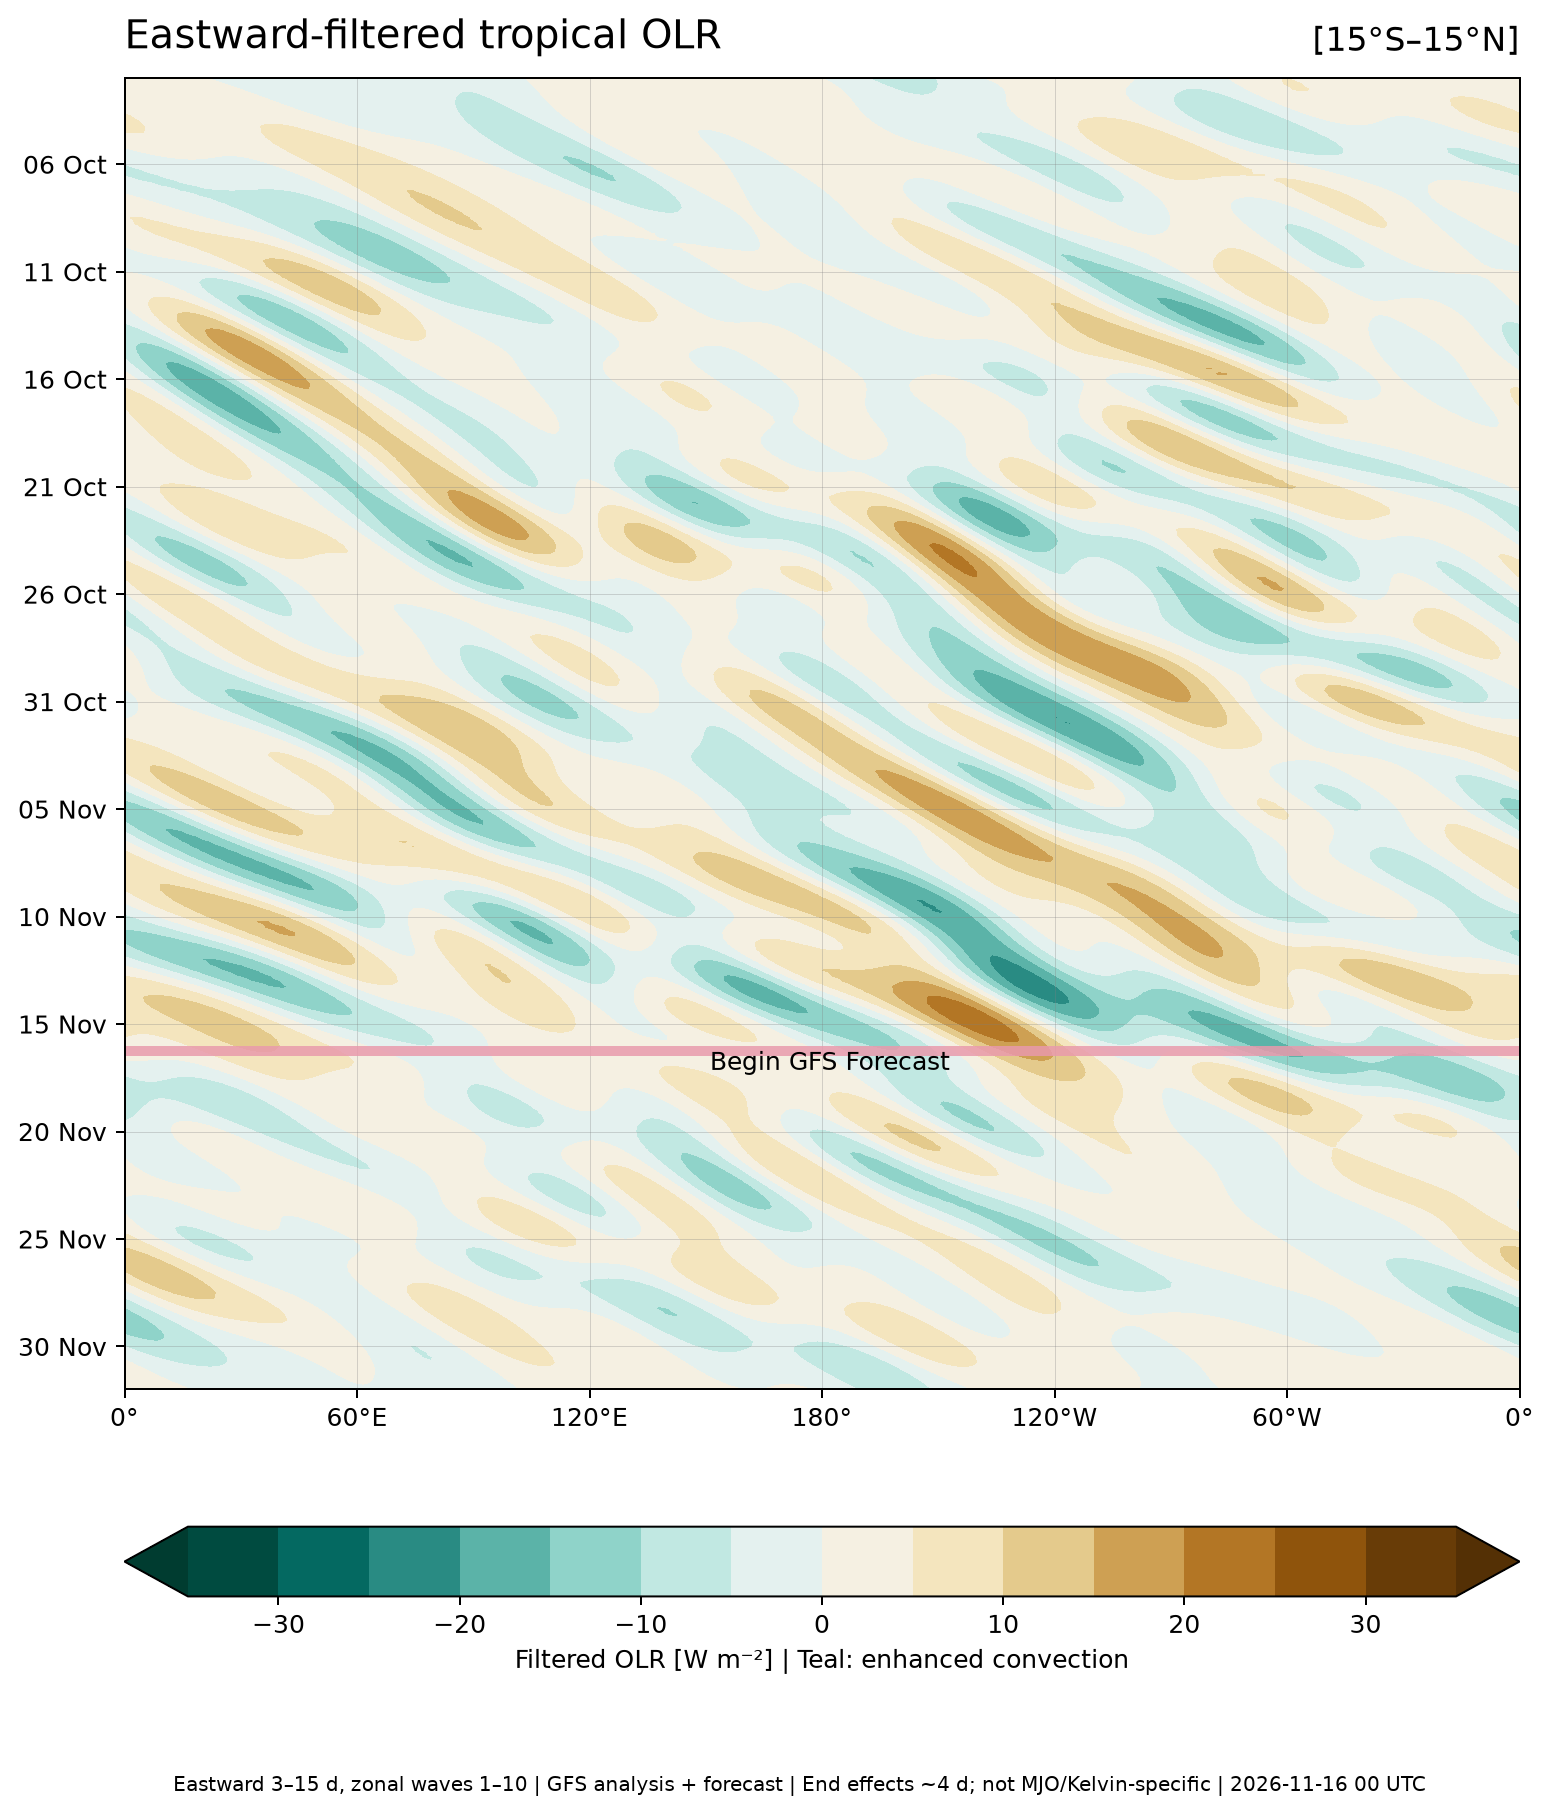 Eastward-filtered tropical OLR
[15°S–15°N]
06 Oct
11 Oct
16 Oct
21 Oct
26 Oct
31 Oct
05 Nov
10 Nov
15 Nov
Begin GFS Forecast
20 Nov
25 Nov
30 Nov
0° 60°E 120°E 180° 120°W 60°W 0°
−30 −20 −10 0 10 20 30
Filtered OLR [W m⁻²] | Teal: enhanced convection
Eastward 3–15 d, zonal waves 1–10 | GFS analysis + forecast | End effects ~4 d; not MJO/Kelvin-specific | 2026-11-16 00 UTC